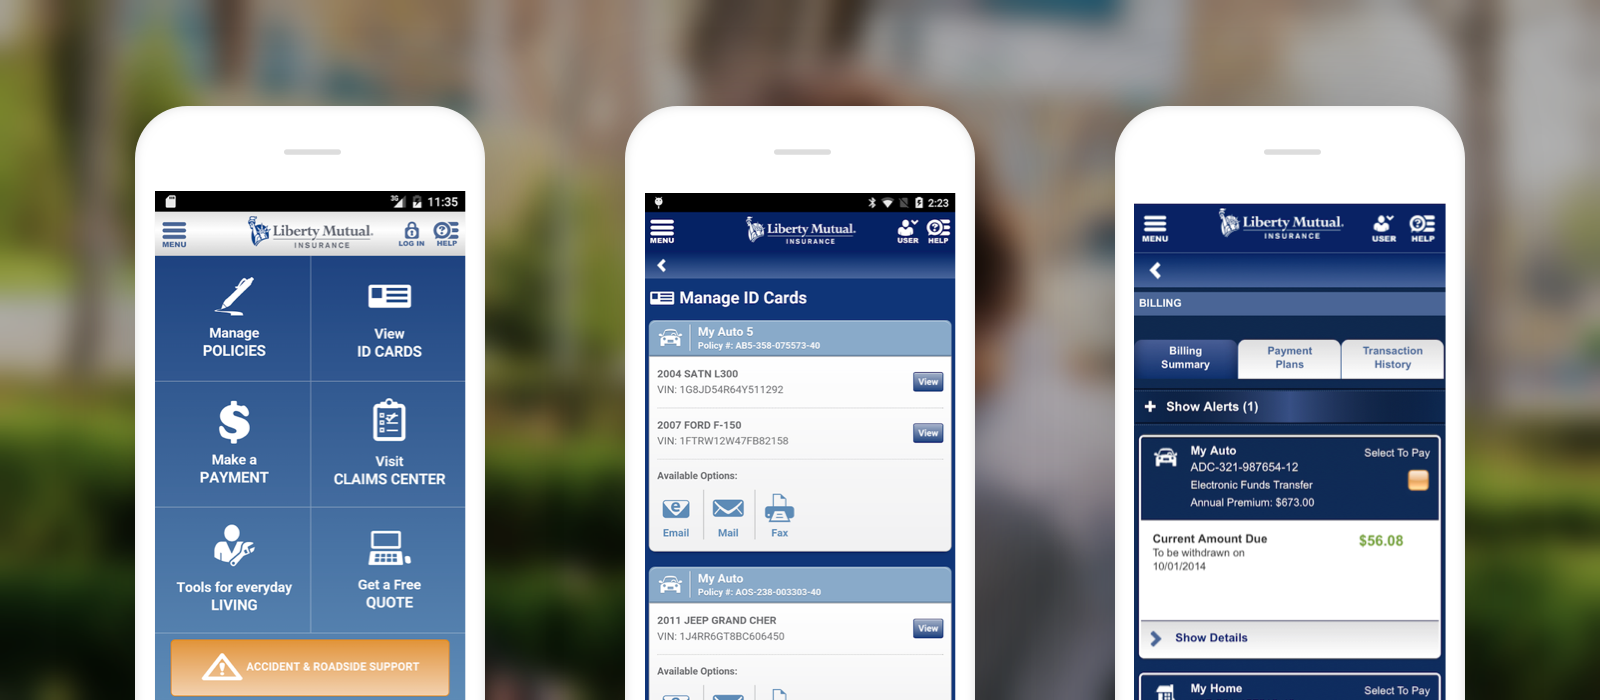 11:35
MENU
Liberty Mutual.
INSURANCE
LOG IN
HELP
Manage
POLICIES
View
ID CARDS
Make a
PAYMENT
Visit
CLAIMS CENTER
Tools for everyday
LIVING
Get a Free
QUOTE
ACCIDENT & ROADSIDE SUPPORT
2:23
MENU
Liberty Mutual.
INSURANCE
USER
HELP
Manage ID Cards
My Auto 5
Policy #: AB5-358-075573-40
2004 SATN L300
VIN: 1G8JD54R64Y511292
View
2007 FORD F-150
VIN: 1FTRW12W47FB82158
View
Available Options:
Email
Mail
Fax
My Auto
Policy #: AOS-238-003303-40
2011 JEEP GRAND CHER
VIN: 1J4RR6GT8BC606450
View
Available Options:
MENU
Liberty Mutual.
INSURANCE
USER
HELP
BILLING
Billing
Summary
Payment
Plans
Transaction
History
Show Alerts (1)
My Auto
Select To Pay
ADC-321-987654-12
Electronic Funds Transfer
Annual Premium: $673.00
Current Amount Due
$56.08
To be withdrawn on
10/01/2014
Show Details
My Home
Select To Pay